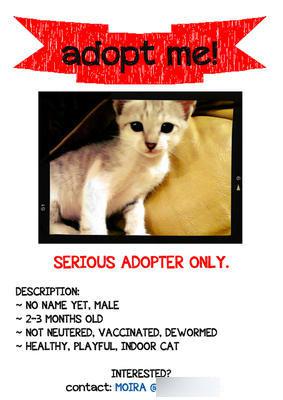 adopt me!
SERIOUS ADOPTER ONLY.
DESCRIPTION:
~ NO NAME YET, MALE
~ 2-3 MONTHS OLD
~ NOT NEUTERED, VACCINATED, DEWORMED
~ HEALTHY, PLAYFUL, INDOOR CAT
INTERESTED?
contact: MOIRA @